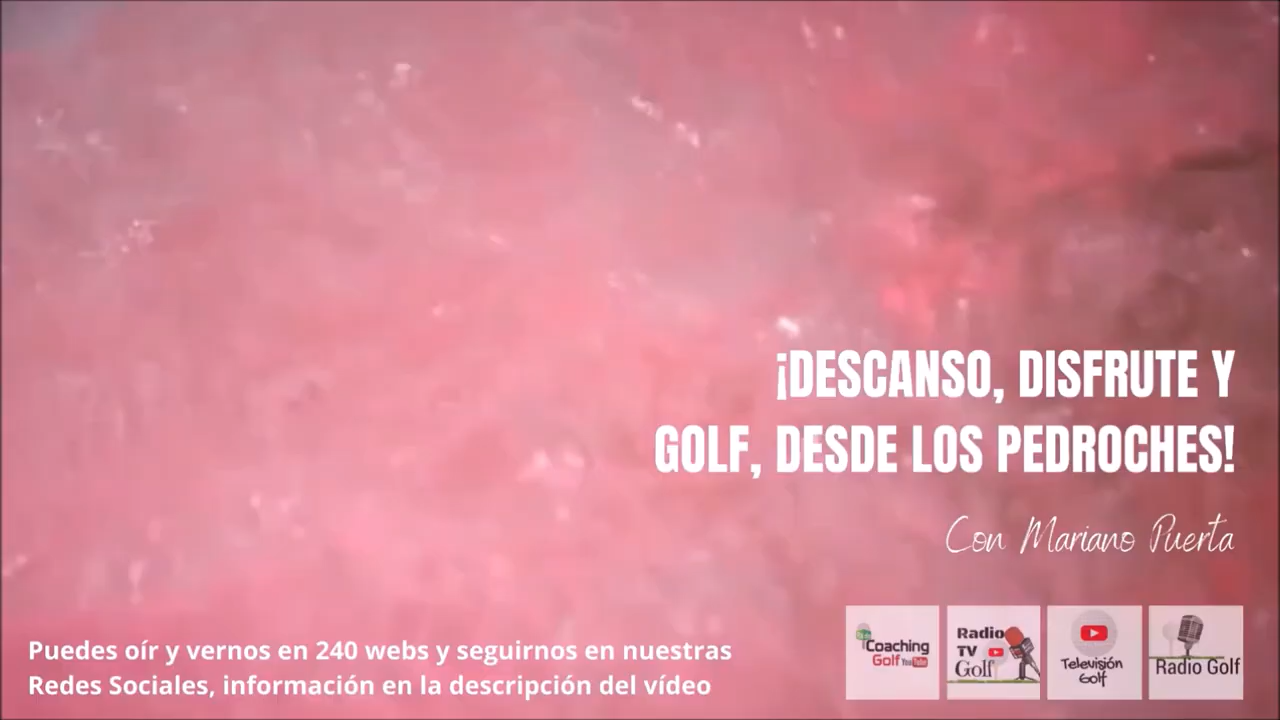 ¡DESCANSO, DISFRUTE Y
GOLF, DESDE LOS PEDROCHES!
Con Mariano Puerta
Puedes oír y vernos en 240 webs y seguirnos en nuestras
Redes Sociales, información en la descripción del vídeo
Coaching
Golf YouTube
Radio
TV
Golf
Televisión
Golf
Radio Golf